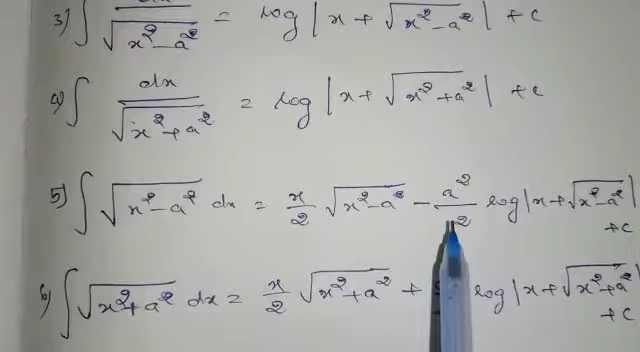 3) ∫ dx/√(x²-a²) = log|x+√(x²-a²)|+c
4) ∫ dx/√(x²+a²) = log|x+√(x²+a²)|+c
5) ∫ √(x²-a²) dx = x/2 √(x²-a²) - a²/2 log|x+√(x²-a²)| +c
6) ∫ √(x²+a²) dx = x/2 √(x²+a²) + log|x+√(x²+a²)| +c